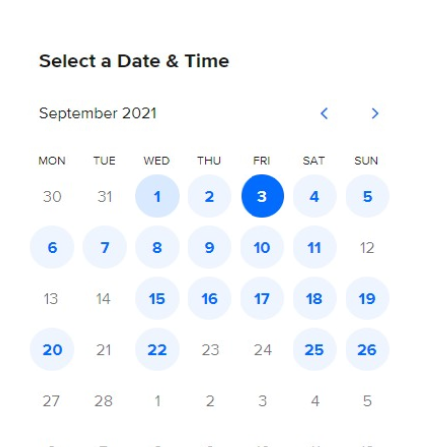 Select a Date & Time
September 2021
MON TUE WED THU FRI SAT SUN
30 31 1 2 3 4 5
6 7 8 9 10 11 12
13 14 15 16 17 18 19
20 21 22 23 24 25 26
27 28 1 2 3 4 5